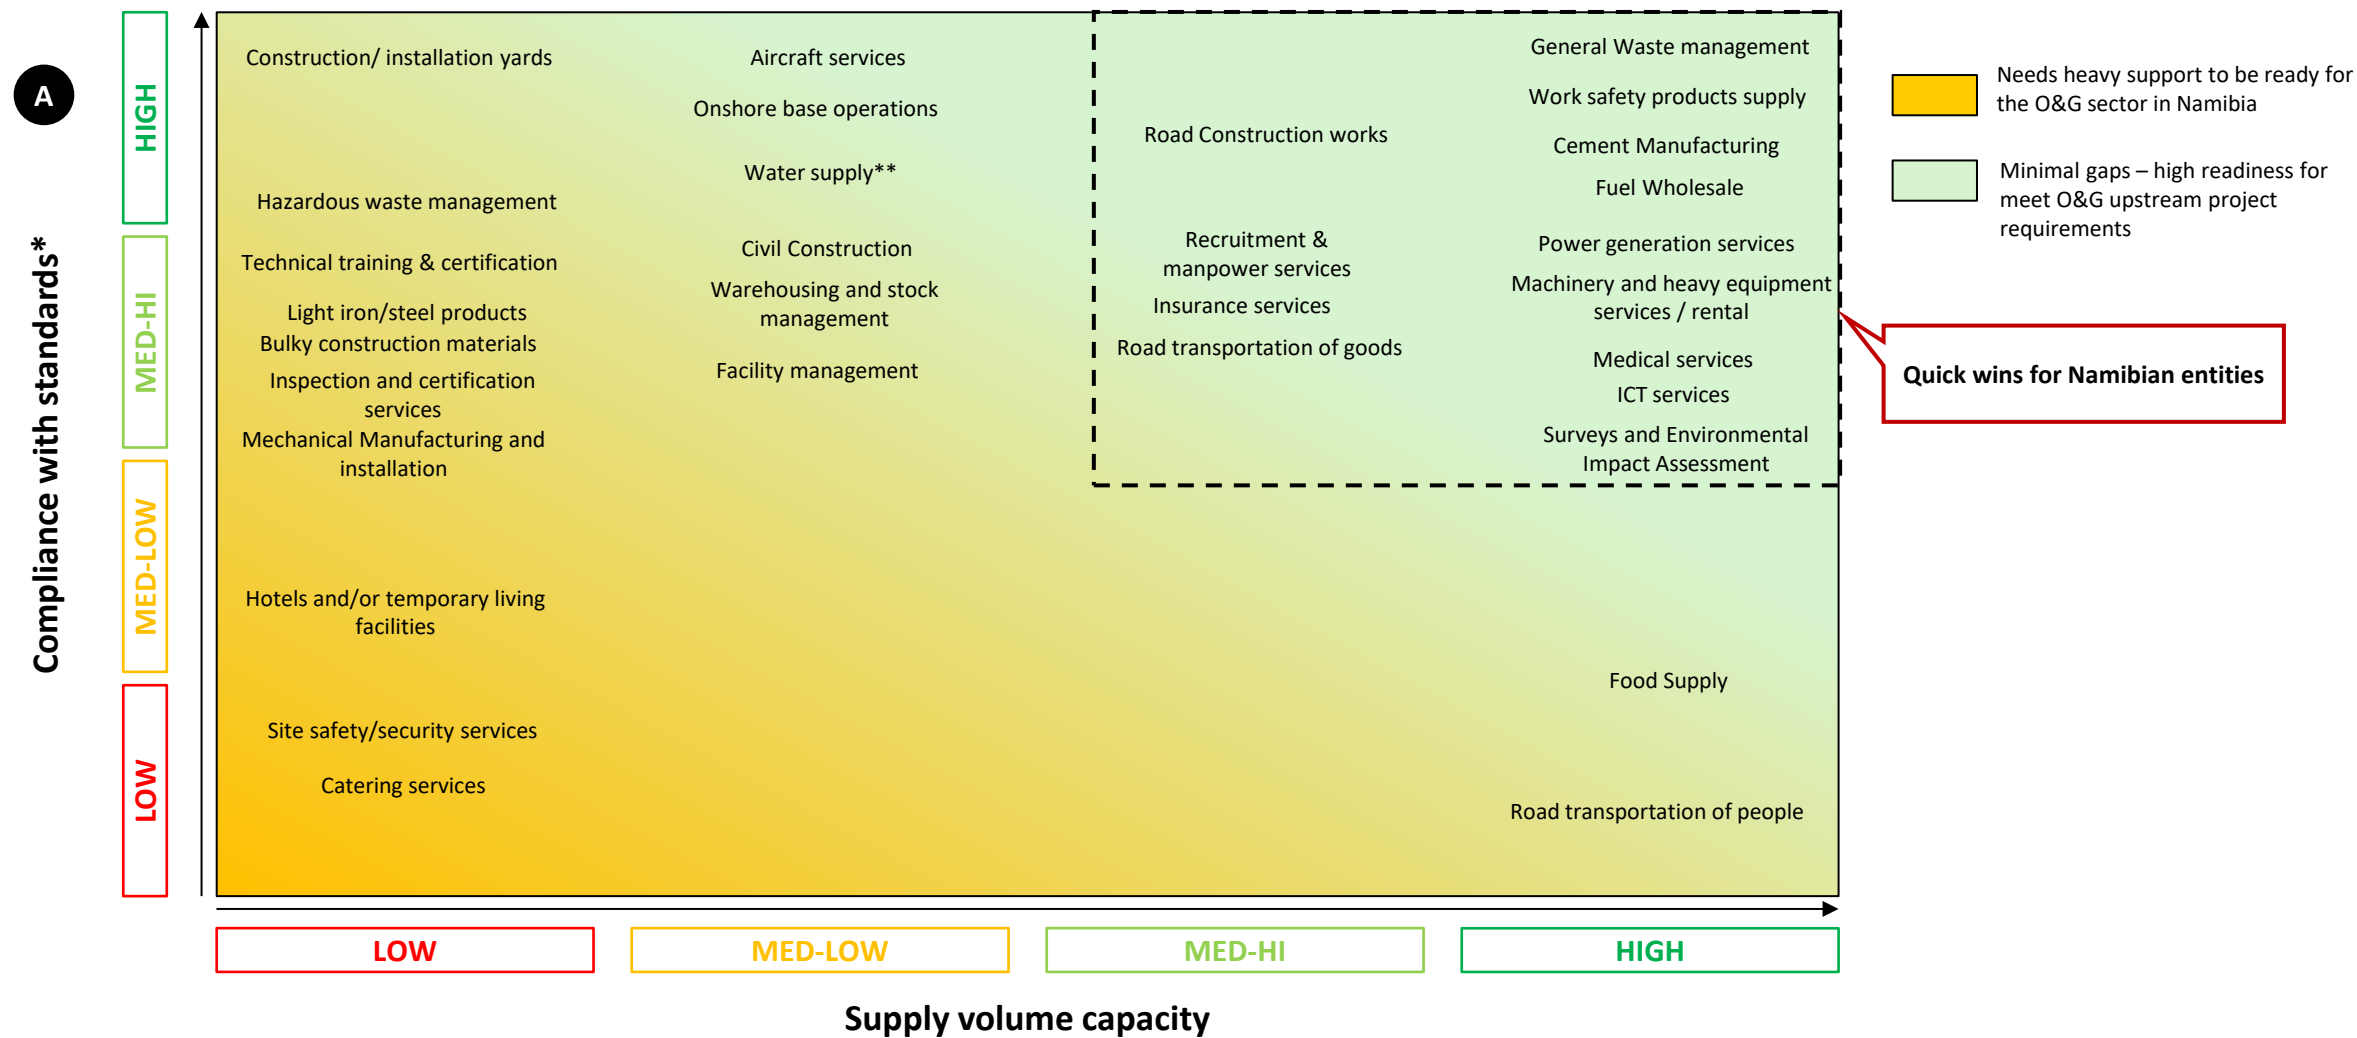 A
Compliance with standards*
HIGH
MED-HI
MED-LOW
LOW
Construction/ installation yards
Hazardous waste management
Technical training & certification
Light iron/steel products
Bulky construction materials
Inspection and certification
services
Mechanical Manufacturing and
installation
Hotels and/or temporary living
facilities
Site safety/security services
Catering services
Aircraft services
Onshore base operations
Water supply**
Civil Construction
Warehousing and stock
management
Facility management
Road Construction works
Recruitment &
manpower services
Insurance services
Road transportation of goods
General Waste management
Work safety products supply
Cement Manufacturing
Fuel Wholesale
Power generation services
Machinery and heavy equipment
services / rental
Medical services
ICT services
Surveys and Environmental
Impact Assessment
Food Supply
Road transportation of people
Needs heavy support to be ready for
the O&G sector in Namibia
Minimal gaps – high readiness for
meet O&G upstream project
requirements
Quick wins for Namibian entities
LOW
MED-LOW
MED-HI
HIGH
Supply volume capacity